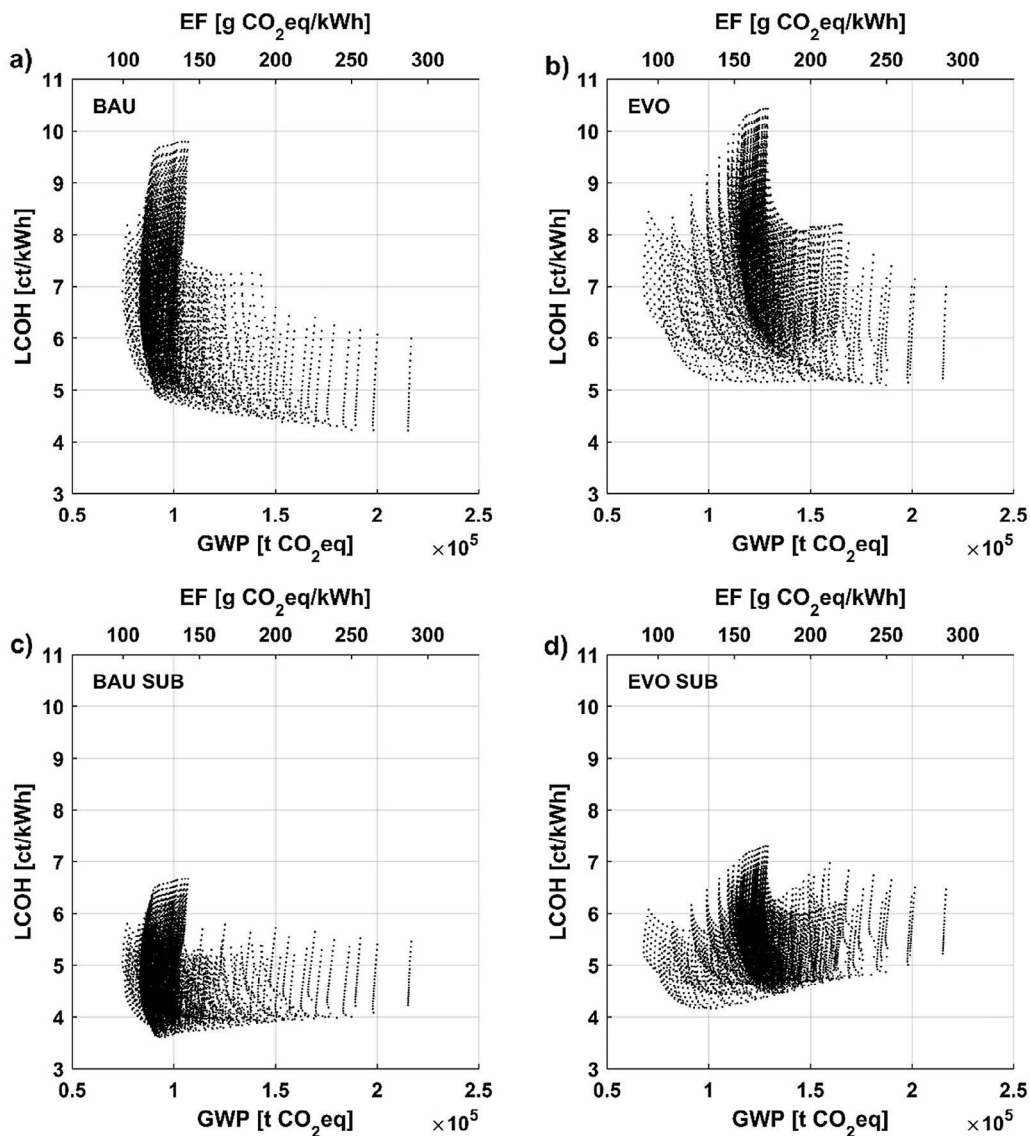 EF [g CO2eq/kWh]
EF [g CO2eq/kWh]
a)
100 150 200 250 300
b)
100 150 200 250 300
11
BAU
10
9
8
7
6
5
4
3
LCOH [ct/kWh]
0.5 1 1.5 2 2.5
GWP [t CO2eq]
×10^5
11
EVO
10
9
8
7
6
5
4
3
LCOH [ct/kWh]
0.5 1 1.5 2 2.5
GWP [t CO2eq]
×10^5
EF [g CO2eq/kWh]
EF [g CO2eq/kWh]
c)
100 150 200 250 300
d)
100 150 200 250 300
11
BAU SUB
10
9
8
7
6
5
4
3
LCOH [ct/kWh]
0.5 1 1.5 2 2.5
GWP [t CO2eq]
×10^5
11
EVO SUB
10
9
8
7
6
5
4
3
LCOH [ct/kWh]
0.5 1 1.5 2 2.5
GWP [t CO2eq]
×10^5